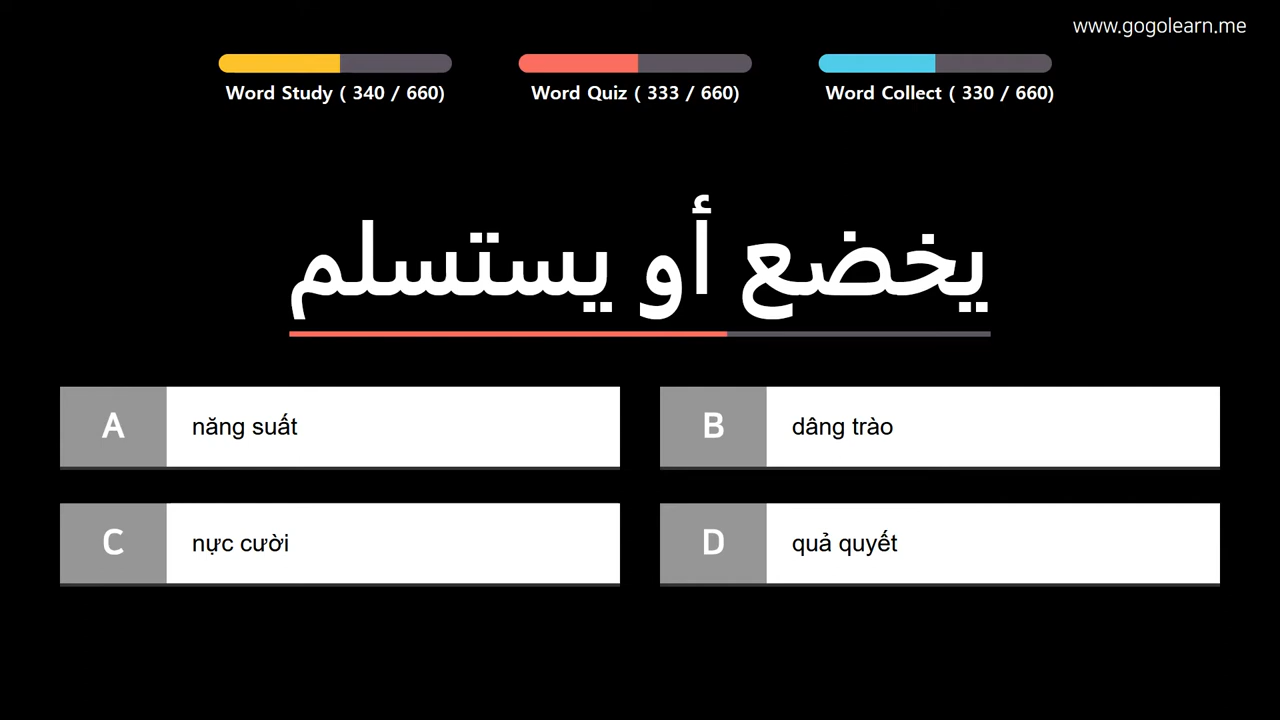 www.gogolearn.me
Word Study ( 340 / 660)
Word Quiz ( 333 / 660)
Word Collect ( 330 / 660)
يخضع أو يستسلم
A
năng suất
B
dâng trào
C
nực cười
D
quả quyết